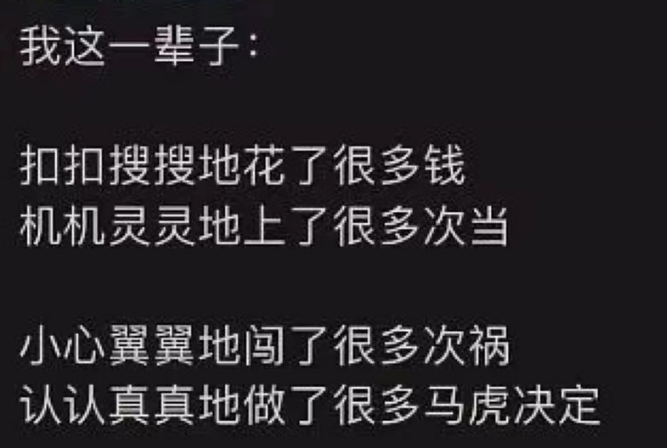 我这一辈子：
扣扣搜搜地花了很多钱
机机灵灵地上了很多次当
小心翼翼地闯了很多次祸
认认真真地做了很多马虎决定